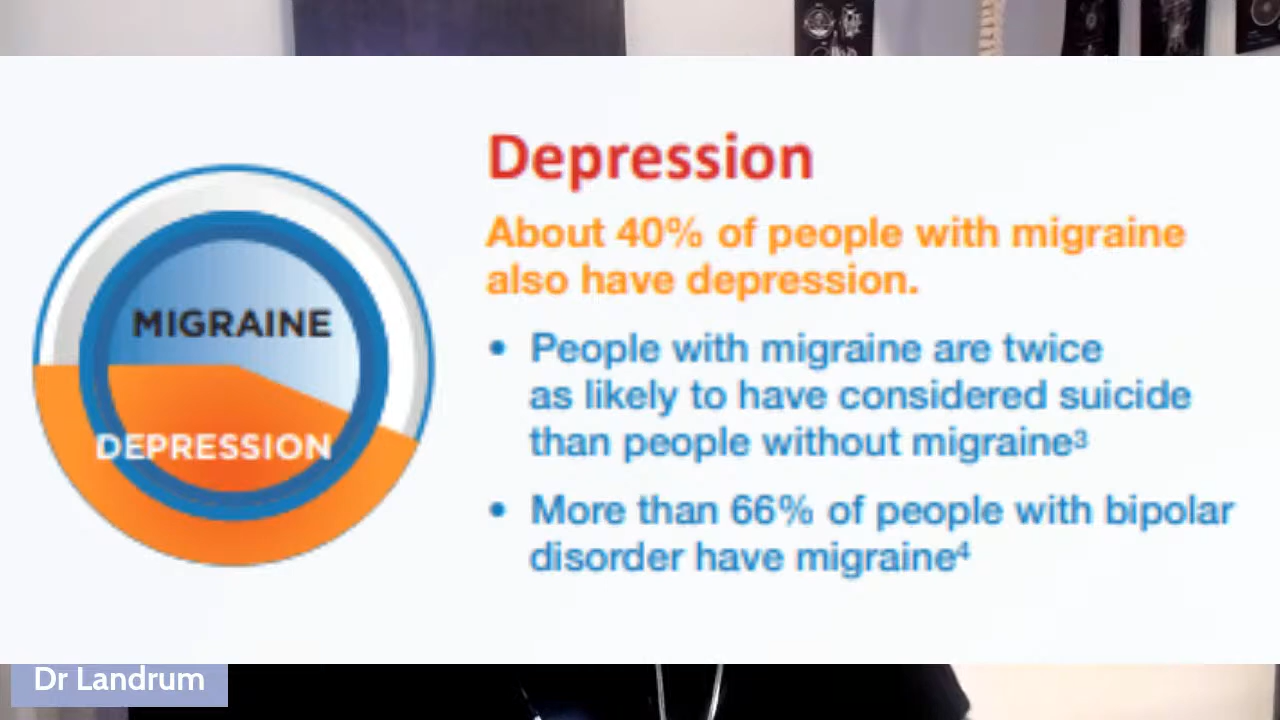 Depression
About 40% of people with migraine
also have depression.
MIGRAINE
DEPRESSION
• People with migraine are twice
as likely to have considered suicide
than people without migraine³
• More than 66% of people with bipolar
disorder have migraine⁴
Dr Landrum